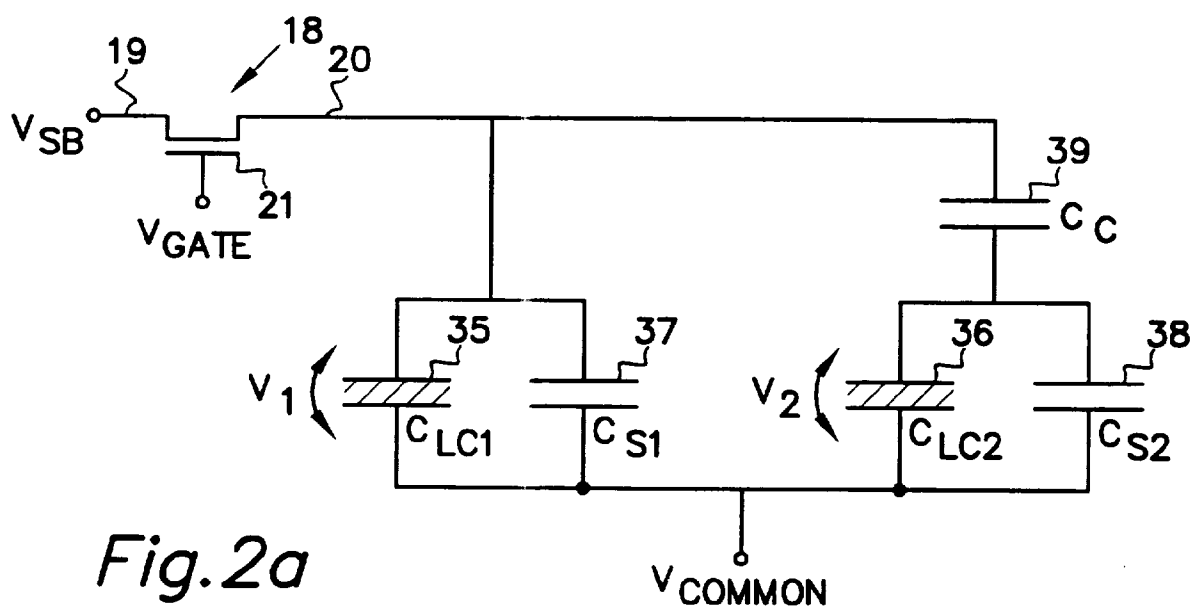 18
19
20
V_SB
21
V_GATE
39
C_C
35
37
36
38
V_1
V_2
C_LC1
C_S1
C_LC2
C_S2
Fig. 2a
V_COMMON